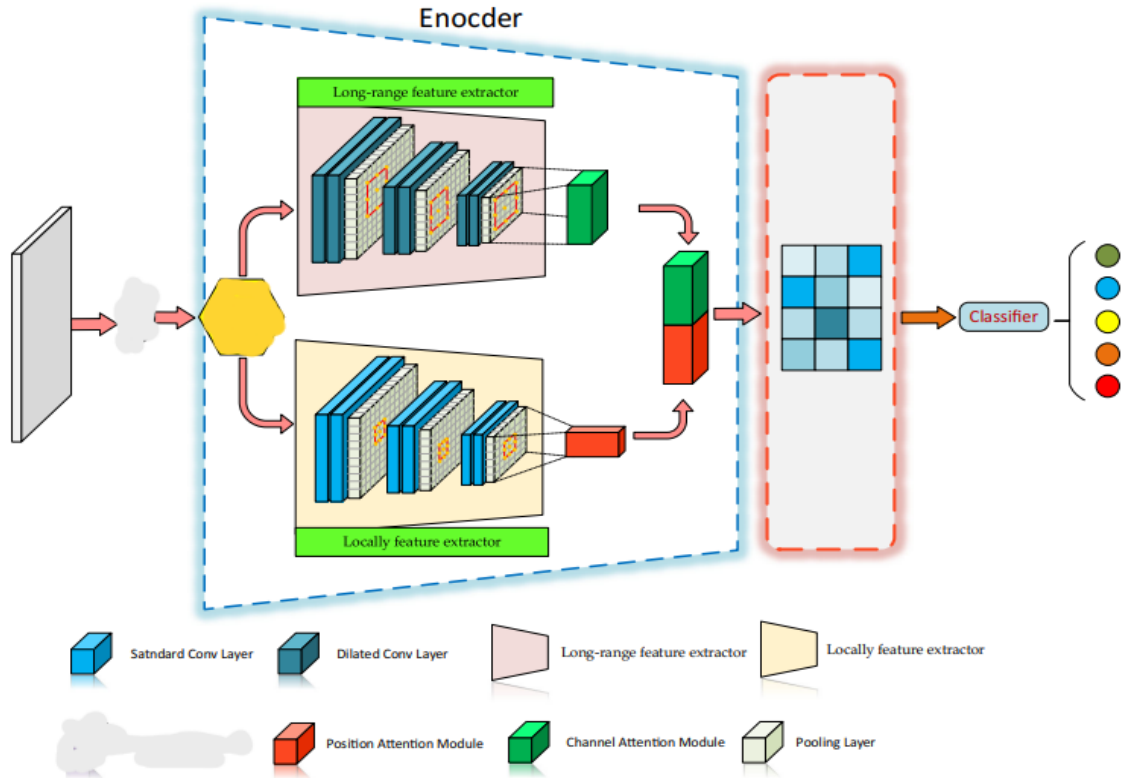 Enocder
Long-range feature extractor
Classifier
Locally feature extractor
Satndard Conv Layer
Dilated Conv Layer
Long-range feature extractor
Locally feature extractor
Position Attention Module
Channel Attention Module
Pooling Layer